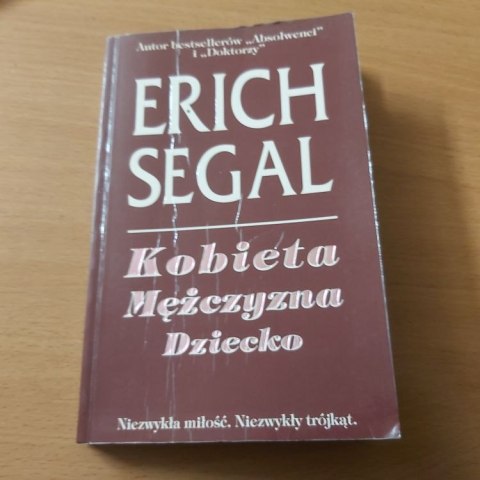 Autor bestsellerów „Absolwenci”
i „Doktorzy”
ERICH
SEGAL
Kobieta
Mężczyzna
Dziecko
Niezwykła miłość. Niezwykły trójkąt.